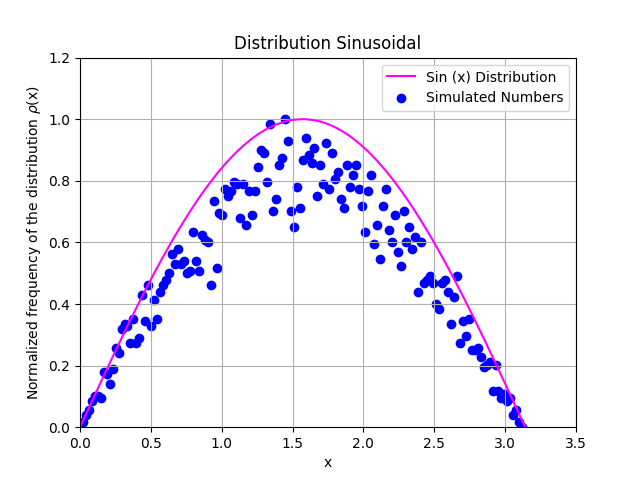 Distribution Sinusoidal
Normalized frequency of the distribution ρ(x)
1.2
1.0
0.8
0.6
0.4
0.2
0.0
Sin (x) Distribution
Simulated Numbers
0.0 0.5 1.0 1.5 2.0 2.5 3.0 3.5
x